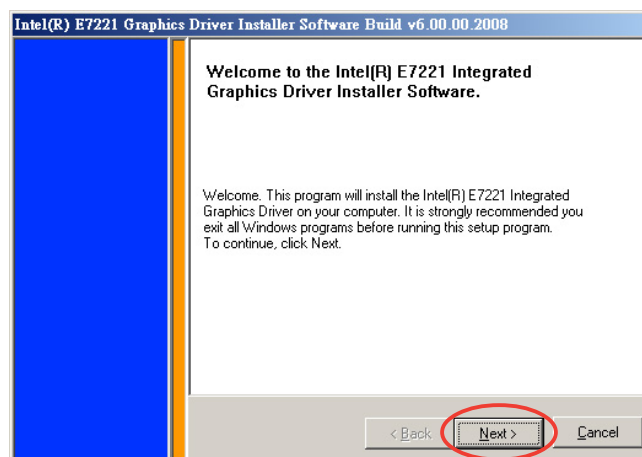 Intel(R) E7221 Graphics Driver Installer Software Build v6.00.00.2008
Welcome to the Intel(R) E7221 Integrated
Graphics Driver Installer Software.
Welcome. This program will install the Intel(R) E7221 Integrated
Graphics Driver on your computer. It is strongly recommended you
exit all Windows programs before running this setup program.
To continue, click Next.
< Back
Next >
Cancel